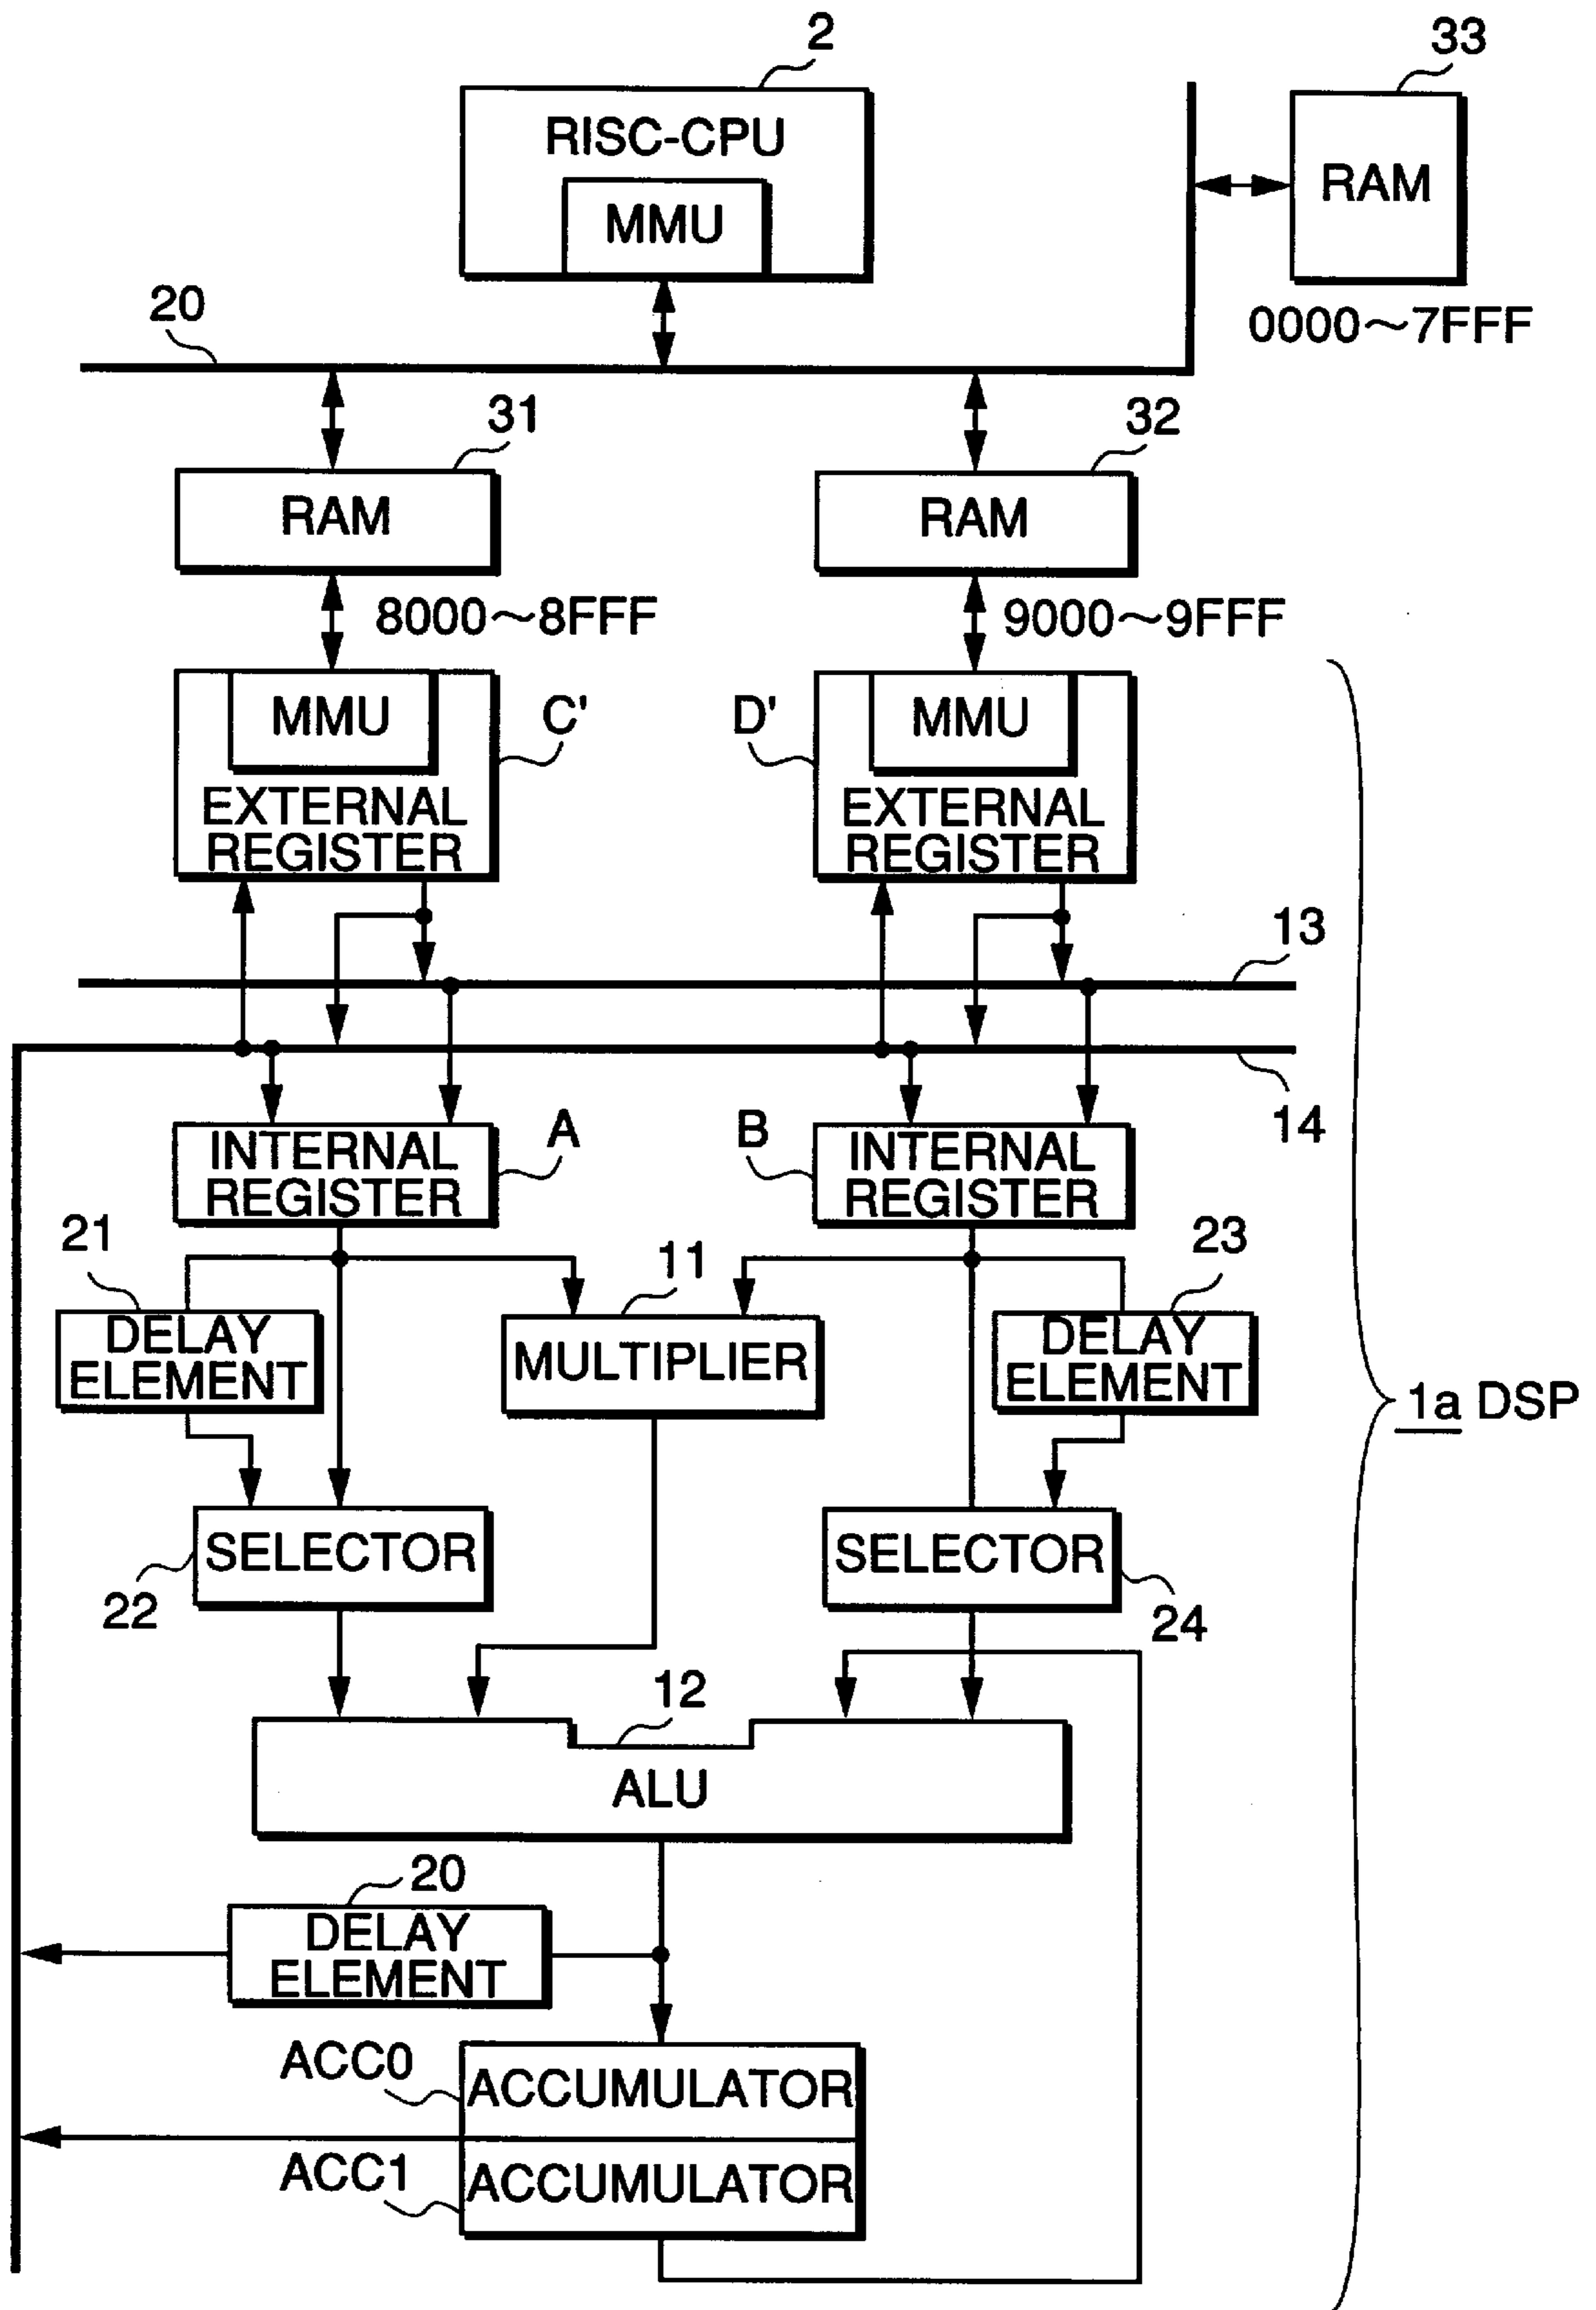 2
33
RISC-CPU
MMU
RAM
0000～7FFF
20
31
32
RAM
RAM
8000～8FFF
9000～9FFF
MMU
C'
D'
MMU
EXTERNAL
REGISTER
EXTERNAL
REGISTER
13
14
INTERNAL
REGISTER
A
B
INTERNAL
REGISTER
21
11
23
DELAY
ELEMENT
MULTIPLIER
DELAY
ELEMENT
1a DSP
SELECTOR
SELECTOR
22
24
12
ALU
20
DELAY
ELEMENT
ACC0
ACCUMULATOR
ACC1
ACCUMULATOR